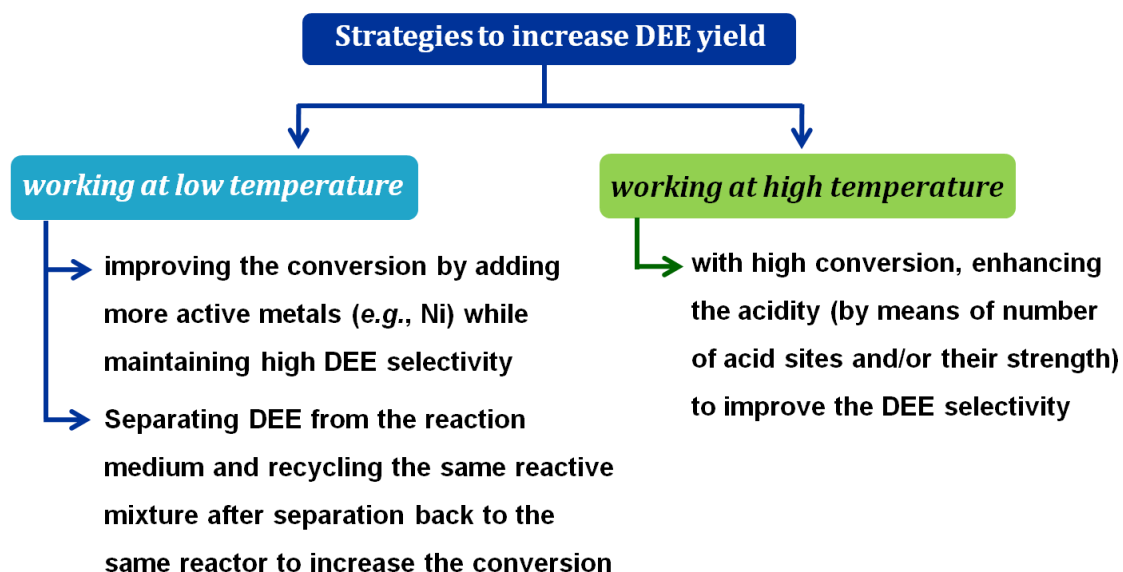 Strategies to increase DEE yield
working at low temperature
improving the conversion by adding
more active metals (e.g., Ni) while
maintaining high DEE selectivity
Separating DEE from the reaction
medium and recycling the same reactive
mixture after separation back to the
same reactor to increase the conversion
working at high temperature
with high conversion, enhancing
the acidity (by means of number
of acid sites and/or their strength)
to improve the DEE selectivity